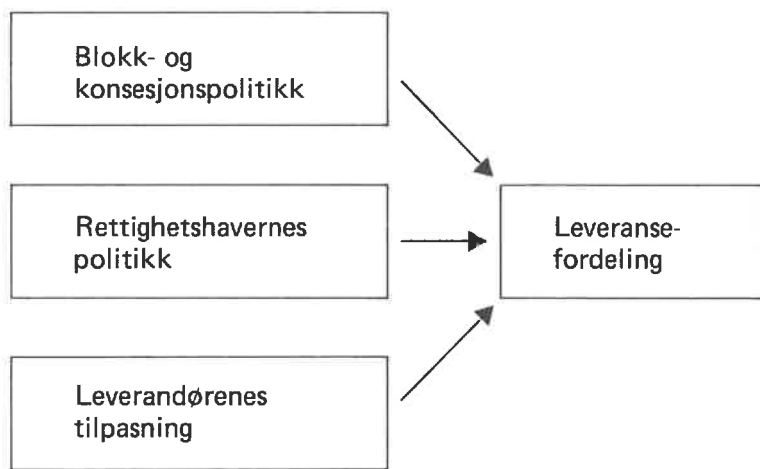 Blokk- og
konsesjonspolitikk
Rettighetshavernes
politikk
Leveranse-
fordeling
Leverandørenes
tilpasning